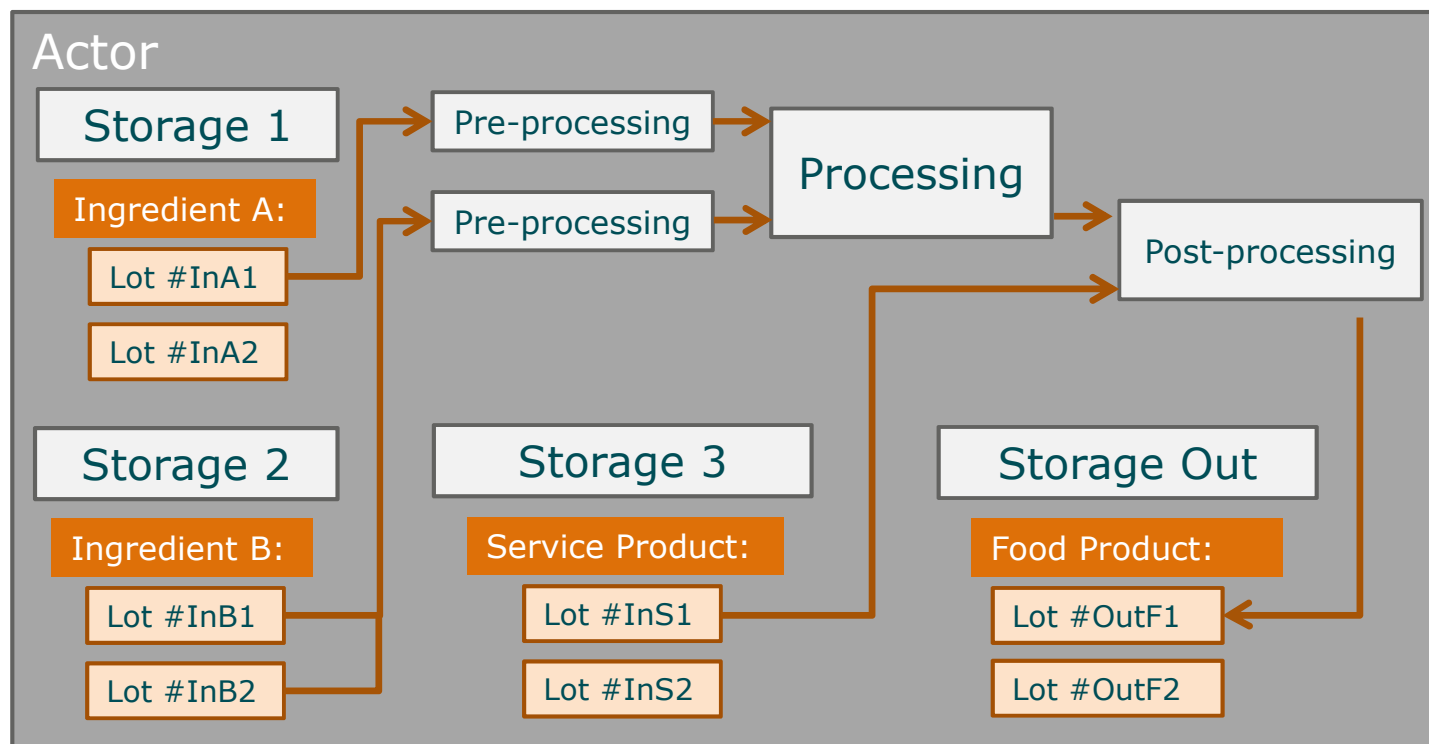 Actor
Storage 1
Ingredient A:
Lot #InA1
Lot #InA2
Pre-processing
Pre-processing
Processing
Post-processing
Storage 2
Ingredient B:
Lot #InB1
Lot #InB2
Storage 3
Service Product:
Lot #InS1
Lot #InS2
Storage Out
Food Product:
Lot #OutF1
Lot #OutF2